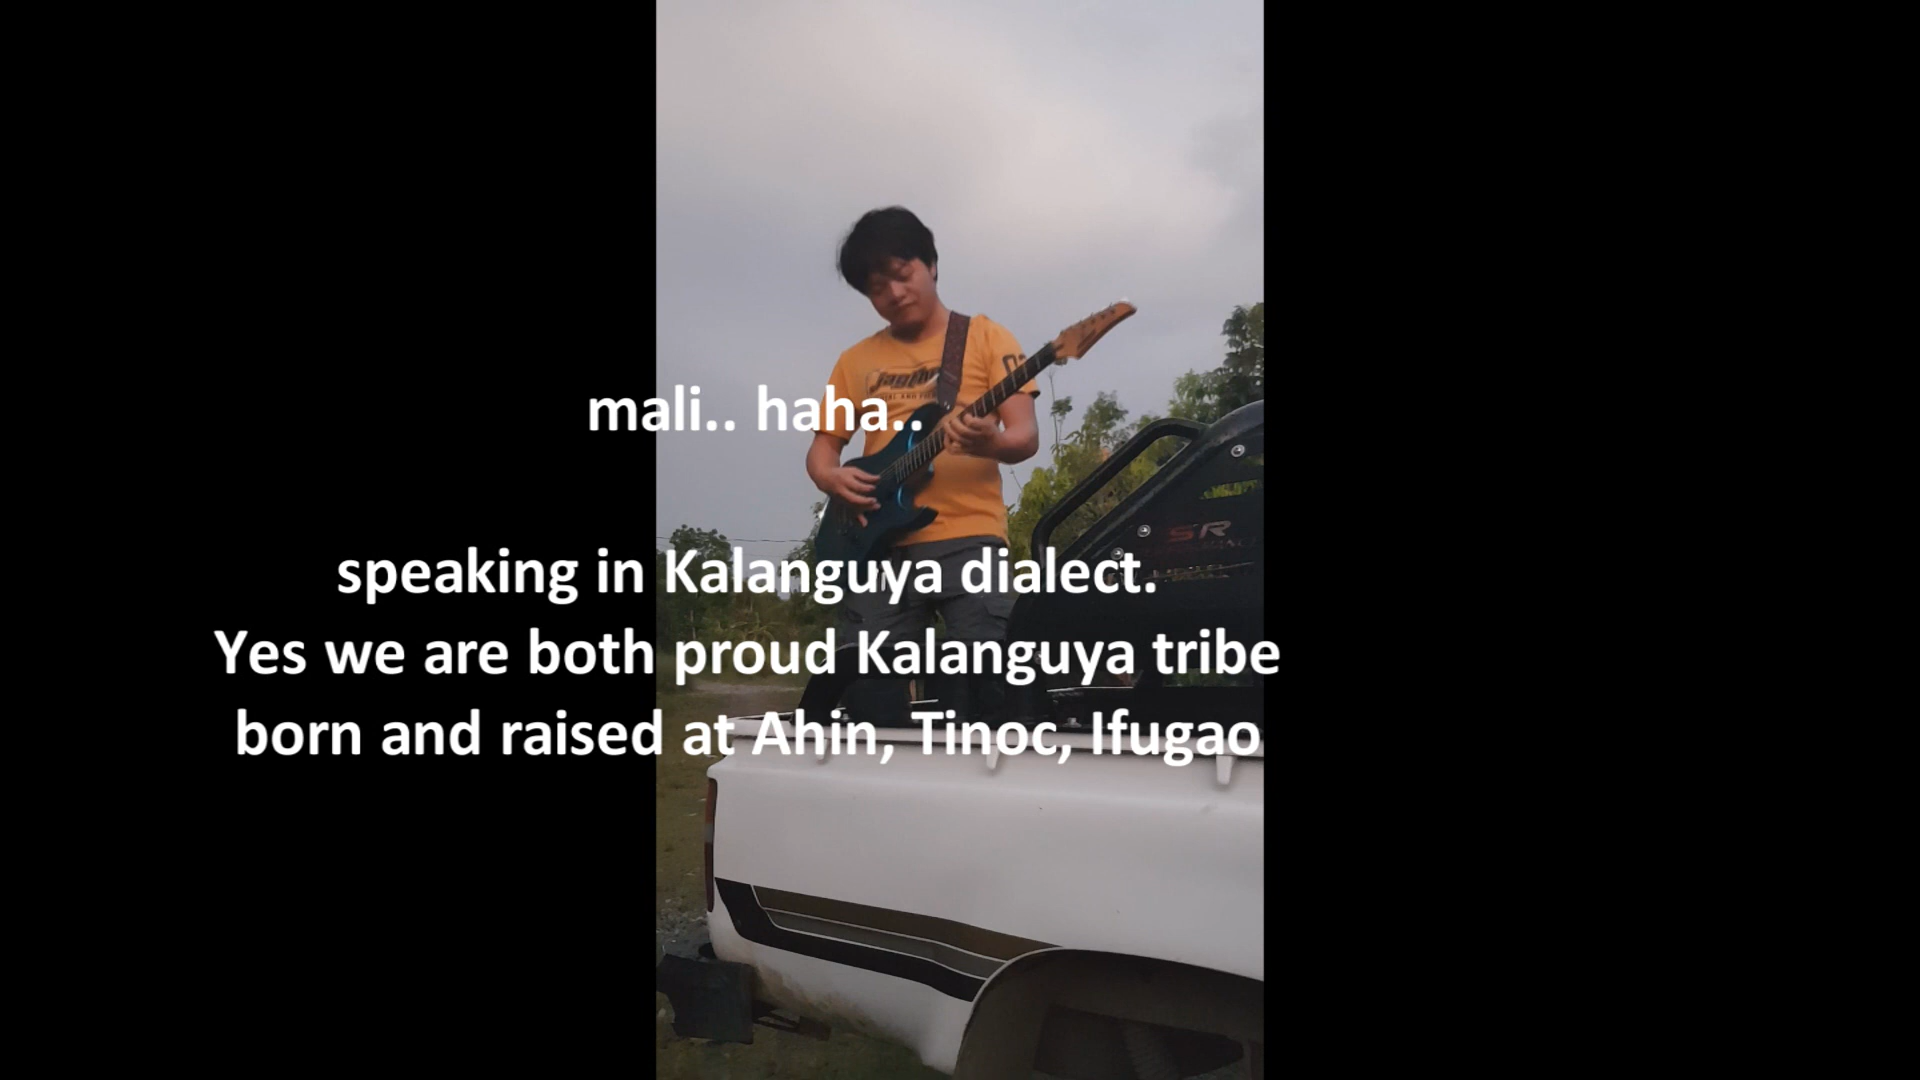 mali.. haha..
speaking in Kalanguya dialect.
Yes we are both proud Kalanguya tribe
born and raised at Ahin, Tinoc, Ifugao
SR